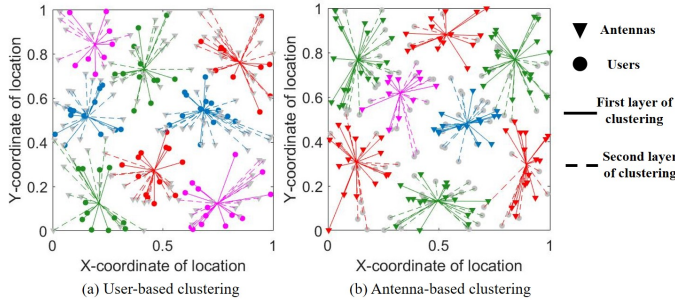 1
0.8
0.6
0.4
0.2
0
Y-coordinate of location
0
0.5
1
X-coordinate of location
(a) User-based clustering
1
0.8
0.6
0.4
0.2
0
Y-coordinate of location
0
0.5
1
X-coordinate of location
(b) Antenna-based clustering
Antennas
Users
First layer of
clustering
Second layer
of clustering